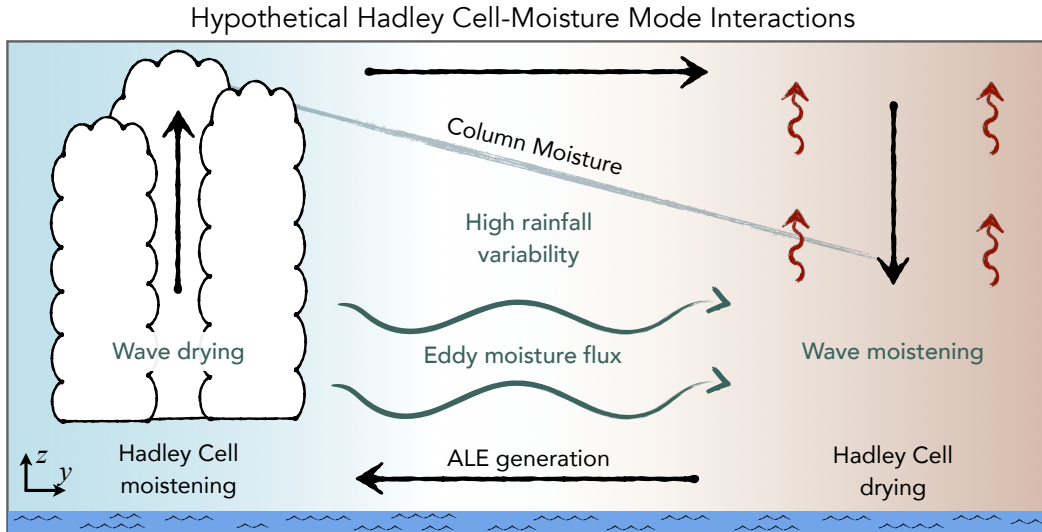 Hypothetical Hadley Cell-Moisture Mode Interactions
Column Moisture
High rainfall
variability
Wave drying
Eddy moisture flux
Wave moistening
z
y
Hadley Cell
moistening
ALE generation
Hadley Cell
drying